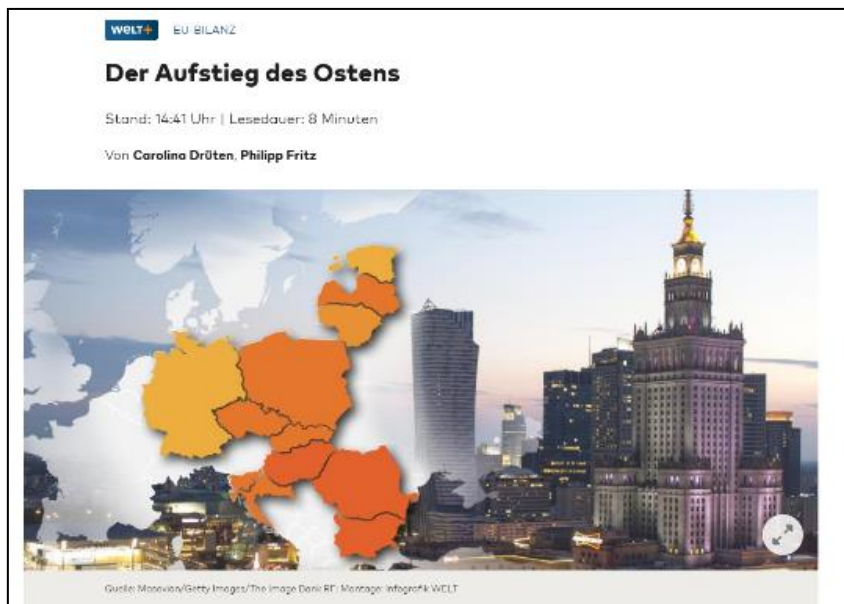 WELT+ EU-BILANZ
Der Aufstieg des Ostens
Stand: 14:41 Uhr | Lesedauer: 8 Minuten
Von Carolina Drüten, Philipp Fritz
Quelle: Masovian/Getty Images/The Image Bank RF; Montage: Infografik WELT